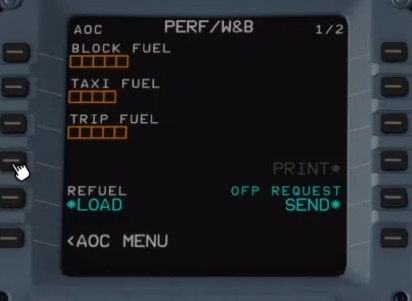 AOC PERF/W&B 1/2
BLOCK FUEL
TAXI FUEL
TRIP FUEL
PRINT*
REFUEL OFP REQUEST
*LOAD SEND*
<AOC MENU